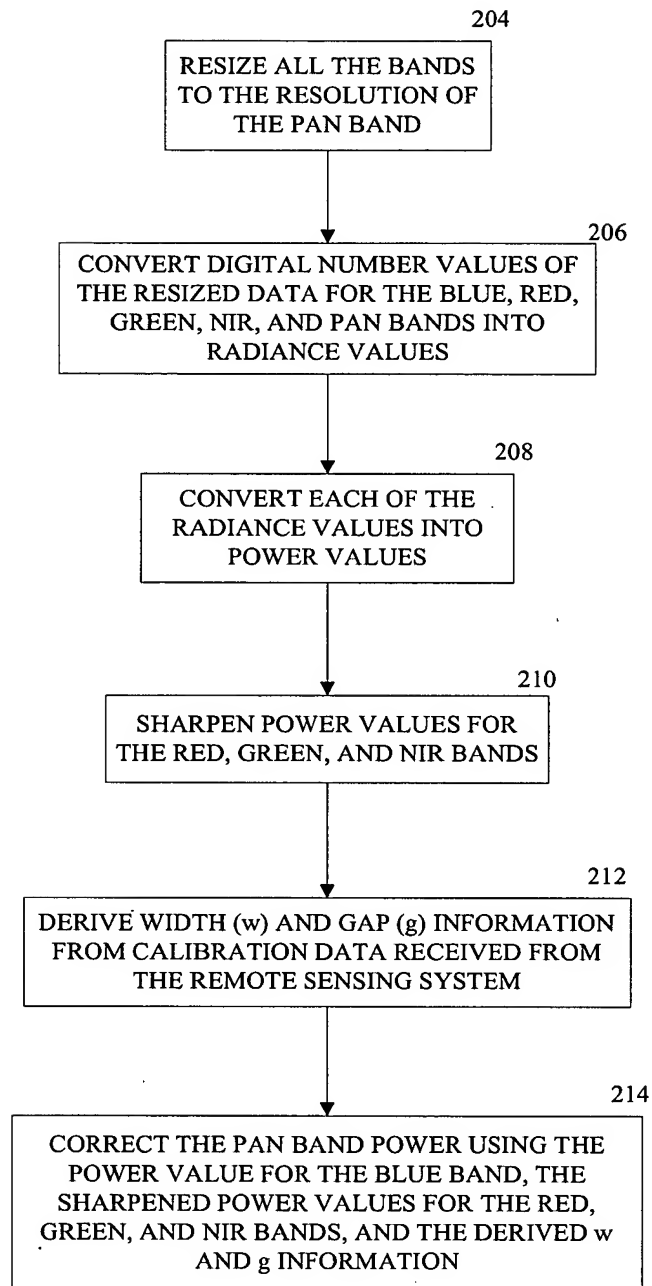 204
RESIZE ALL THE BANDS
TO THE RESOLUTION OF
THE PAN BAND
206
CONVERT DIGITAL NUMBER VALUES OF
THE RESIZED DATA FOR THE BLUE, RED,
GREEN, NIR, AND PAN BANDS INTO
RADIANCE VALUES
208
CONVERT EACH OF THE
RADIANCE VALUES INTO
POWER VALUES
210
SHARPEN POWER VALUES FOR
THE RED, GREEN, AND NIR BANDS
212
DERIVE WIDTH (w) AND GAP (g) INFORMATION
FROM CALIBRATION DATA RECEIVED FROM
THE REMOTE SENSING SYSTEM
214
CORRECT THE PAN BAND POWER USING THE
POWER VALUE FOR THE BLUE BAND, THE
SHARPENED POWER VALUES FOR THE RED,
GREEN, AND NIR BANDS, AND THE DERIVED w
AND g INFORMATION